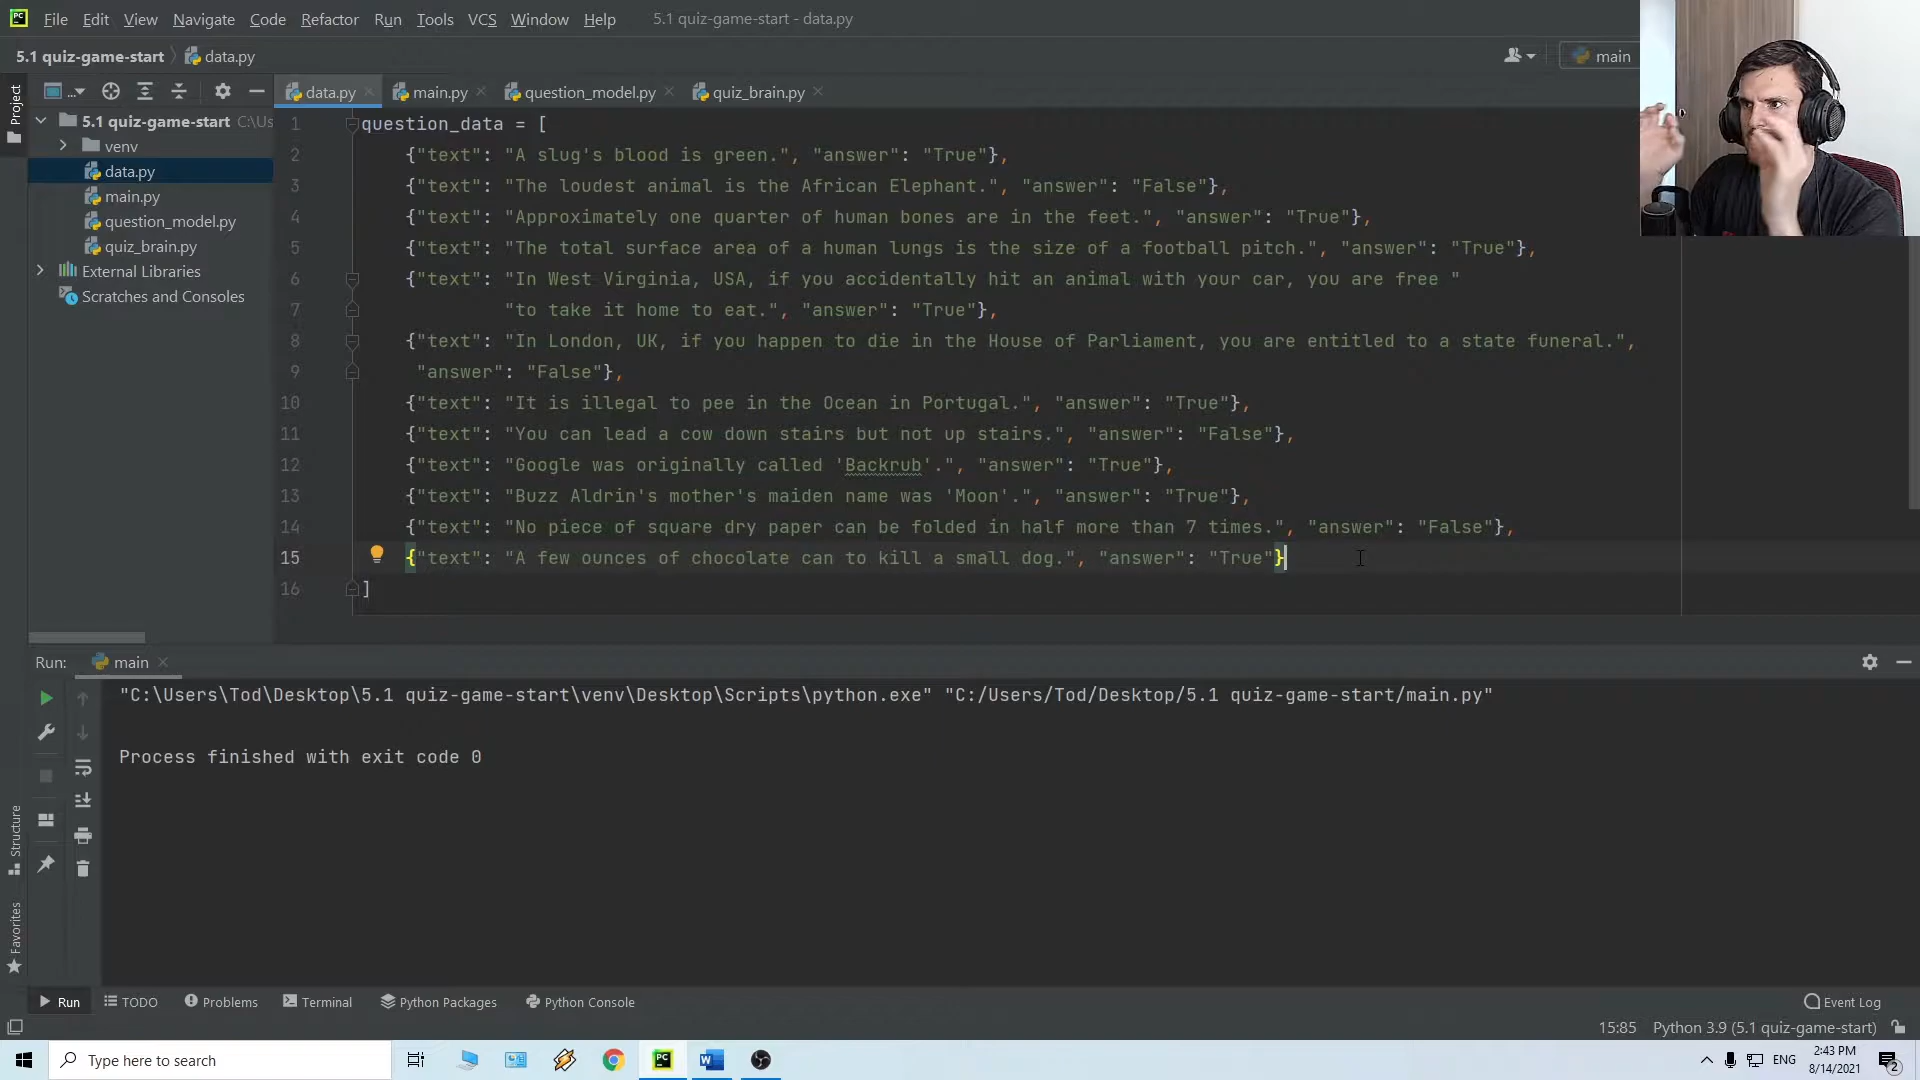 File Edit View Navigate Code Refactor Run Tools VCS Window Help 5.1 quiz-game-start - data.py
5.1 quiz-game-start data.py main
... data.py main.py question_model.py quiz_brain.py
Project
5.1 quiz-game-start C:\Us
venv
data.py
main.py
question_model.py
quiz_brain.py
External Libraries
Scratches and Consoles
1 question_data = [
2 {"text": "A slug's blood is green.", "answer": "True"},
3 {"text": "The loudest animal is the African Elephant.", "answer": "False"},
4 {"text": "Approximately one quarter of human bones are in the feet.", "answer": "True"},
5 {"text": "The total surface area of a human lungs is the size of a football pitch.", "answer": "True"},
6 {"text": "In West Virginia, USA, if you accidentally hit an animal with your car, you are free "
7 "to take it home to eat.", "answer": "True"},
8 {"text": "In London, UK, if you happen to die in the House of Parliament, you are entitled to a state funeral.",
9 "answer": "False"},
10 {"text": "It is illegal to pee in the Ocean in Portugal.", "answer": "True"},
11 {"text": "You can lead a cow down stairs but not up stairs.", "answer": "False"},
12 {"text": "Google was originally called 'Backrub'.", "answer": "True"},
13 {"text": "Buzz Aldrin's mother's maiden name was 'Moon'.", "answer": "True"},
14 {"text": "No piece of square dry paper can be folded in half more than 7 times.", "answer": "False"},
15 {"text": "A few ounces of chocolate can to kill a small dog.", "answer": "True"}
16 ]
Run: main
"C:\Users\Tod\Desktop\5.1 quiz-game-start\venv\Desktop\Scripts\python.exe" "C:/Users/Tod/Desktop/5.1 quiz-game-start/main.py"
Process finished with exit code 0
Structure
Favorites
Run TODO Problems Terminal Python Packages Python Console Event Log
15:85 Python 3.9 (5.1 quiz-game-start)
Type here to search
PC W ENG 2:43 PM
8/14/2021 2